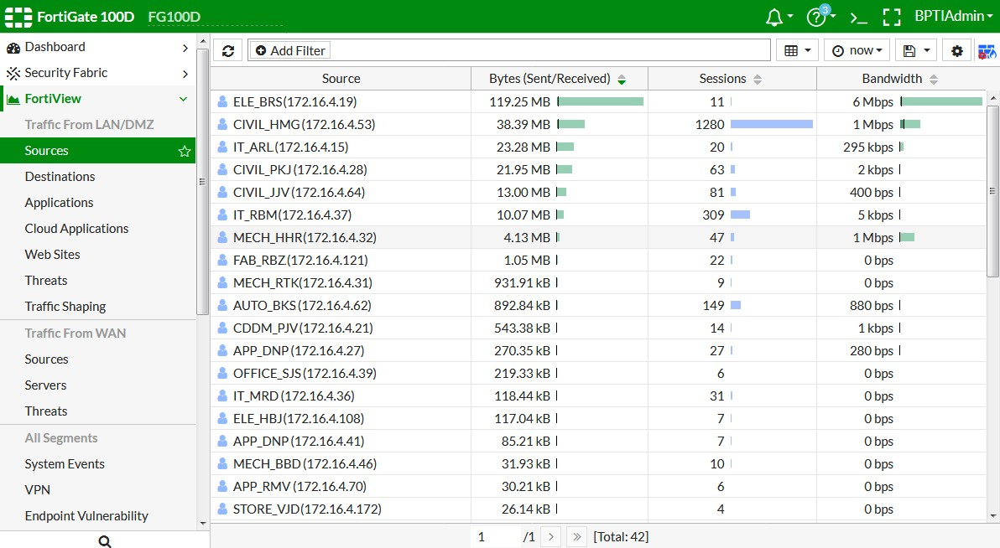 FortiGate 100D FG100D 3 >_ BPTIAdmin
Dashboard
Security Fabric
FortiView
Traffic From LAN/DMZ
Sources
Destinations
Applications
Cloud Applications
Web Sites
Threats
Traffic Shaping
Traffic From WAN
Sources
Servers
Threats
All Segments
System Events
VPN
Endpoint Vulnerability
Add Filter now
Source Bytes (Sent/Received) Sessions Bandwidth
ELE_BRS(172.16.4.19) 119.25 MB 11 6 Mbps
CIVIL_HMG(172.16.4.53) 38.39 MB 1280 1 Mbps
IT_ARL(172.16.4.15) 23.28 MB 20 295 kbps
CIVIL_PKJ(172.16.4.28) 21.95 MB 63 2 kbps
CIVIL_JJV(172.16.4.64) 13.00 MB 81 400 bps
IT_RBM(172.16.4.37) 10.07 MB 309 5 kbps
MECH_HHR(172.16.4.32) 4.13 MB 47 1 Mbps
FAB_RBZ(172.16.4.121) 1.05 MB 22 0 bps
MECH_RTK(172.16.4.31) 931.91 kB 9 0 bps
AUTO_BKS(172.16.4.62) 892.84 kB 149 880 bps
CDDM_PJV(172.16.4.21) 543.38 kB 14 1 kbps
APP_DNP(172.16.4.27) 270.35 kB 27 280 bps
OFFICE_SJS(172.16.4.39) 219.33 kB 6 0 bps
IT_MRD(172.16.4.36) 118.44 kB 31 0 bps
ELE_HBJ(172.16.4.108) 117.04 kB 7 0 bps
APP_DNP(172.16.4.41) 85.21 kB 7 0 bps
MECH_BBD(172.16.4.46) 31.93 kB 10 0 bps
APP_RMV(172.16.4.70) 30.21 kB 6 0 bps
STORE_VJD(172.16.4.172) 26.14 kB 4 0 bps
1 /1 [Total: 42]